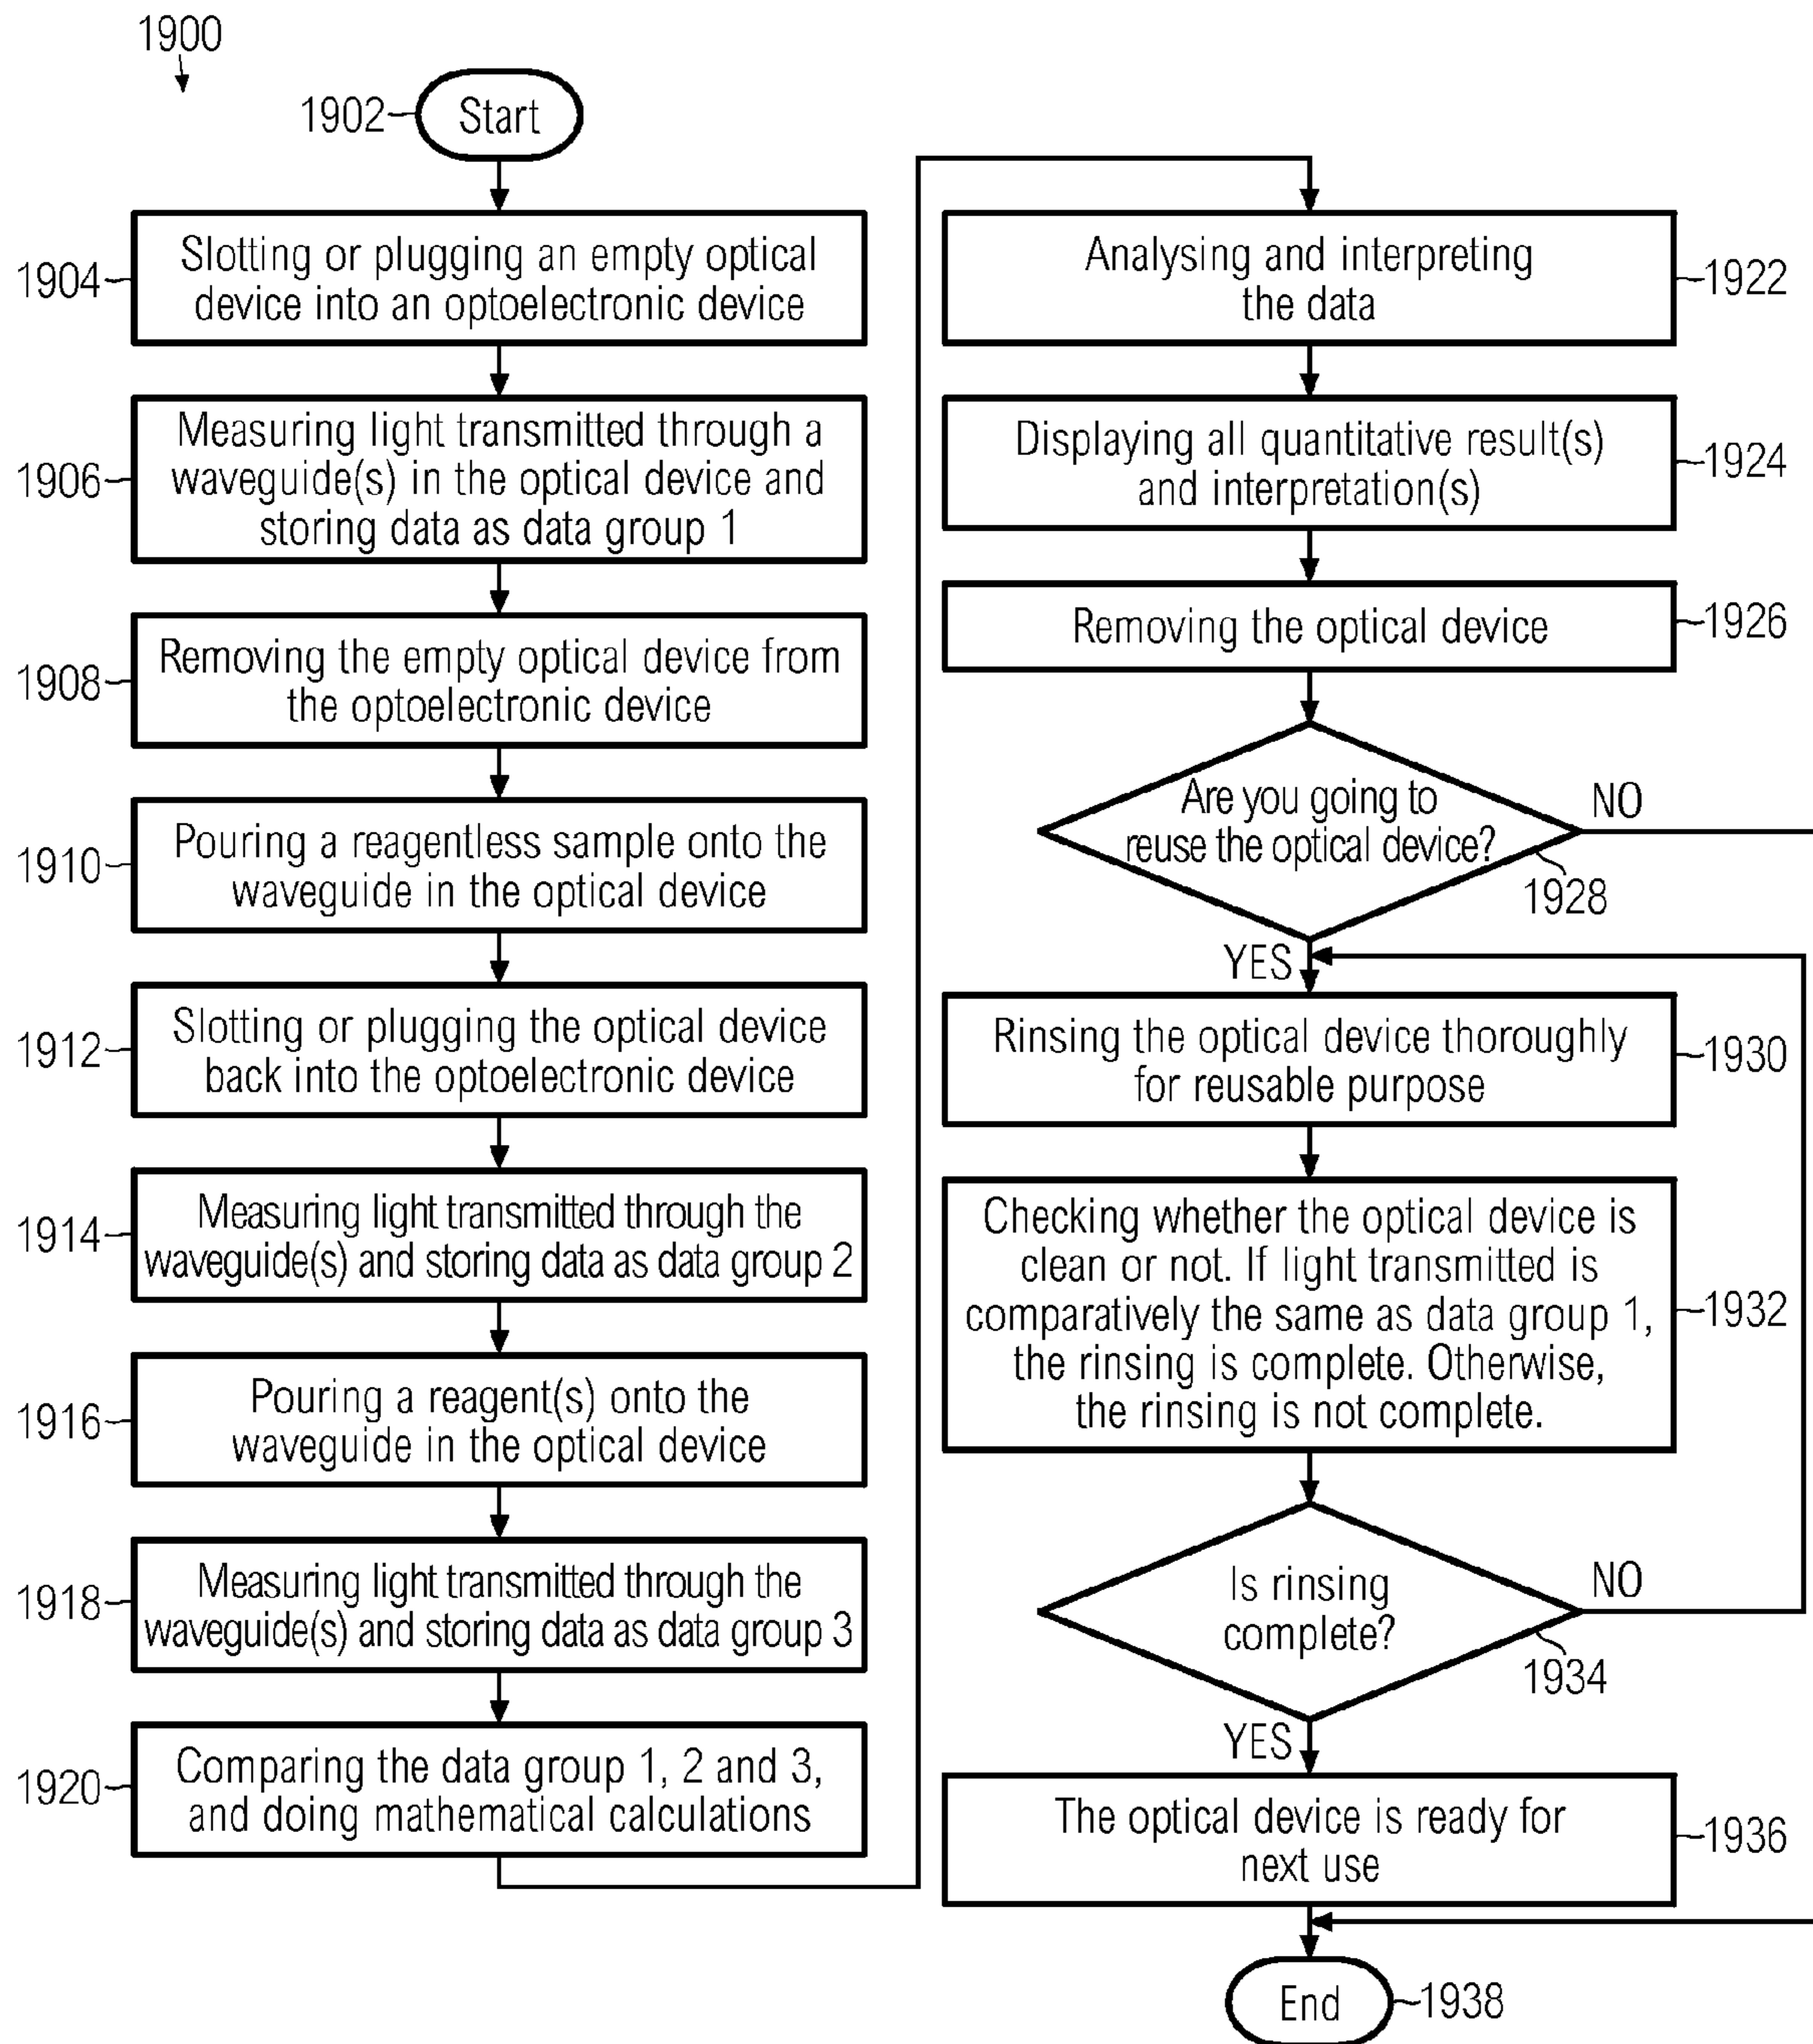 1900
1902
Start
1904
Slotting or plugging an empty optical
device into an optoelectronic device
1906
Measuring light transmitted through a
waveguide(s) in the optical device and
storing data as data group 1
1908
Removing the empty optical device from
the optoelectronic device
1910
Pouring a reagentless sample onto the
waveguide in the optical device
1912
Slotting or plugging the optical device
back into the optoelectronic device
1914
Measuring light transmitted through the
waveguide(s) and storing data as data group 2
1916
Pouring a reagent(s) onto the
waveguide in the optical device
1918
Measuring light transmitted through the
waveguide(s) and storing data as data group 3
1920
Comparing the data group 1, 2 and 3,
and doing mathematical calculations
Analysing and interpreting
the data
1922
Displaying all quantitative result(s)
and interpretation(s)
1924
Removing the optical device
1926
Are you going to
reuse the optical device?
NO
1928
YES
Rinsing the optical device thoroughly
for reusable purpose
1930
Checking whether the optical device is
clean or not. If light transmitted is
comparatively the same as data group 1,
the rinsing is complete. Otherwise,
the rinsing is not complete.
1932
Is rinsing
complete?
NO
1934
YES
The optical device is ready for
next use
1936
End
1938